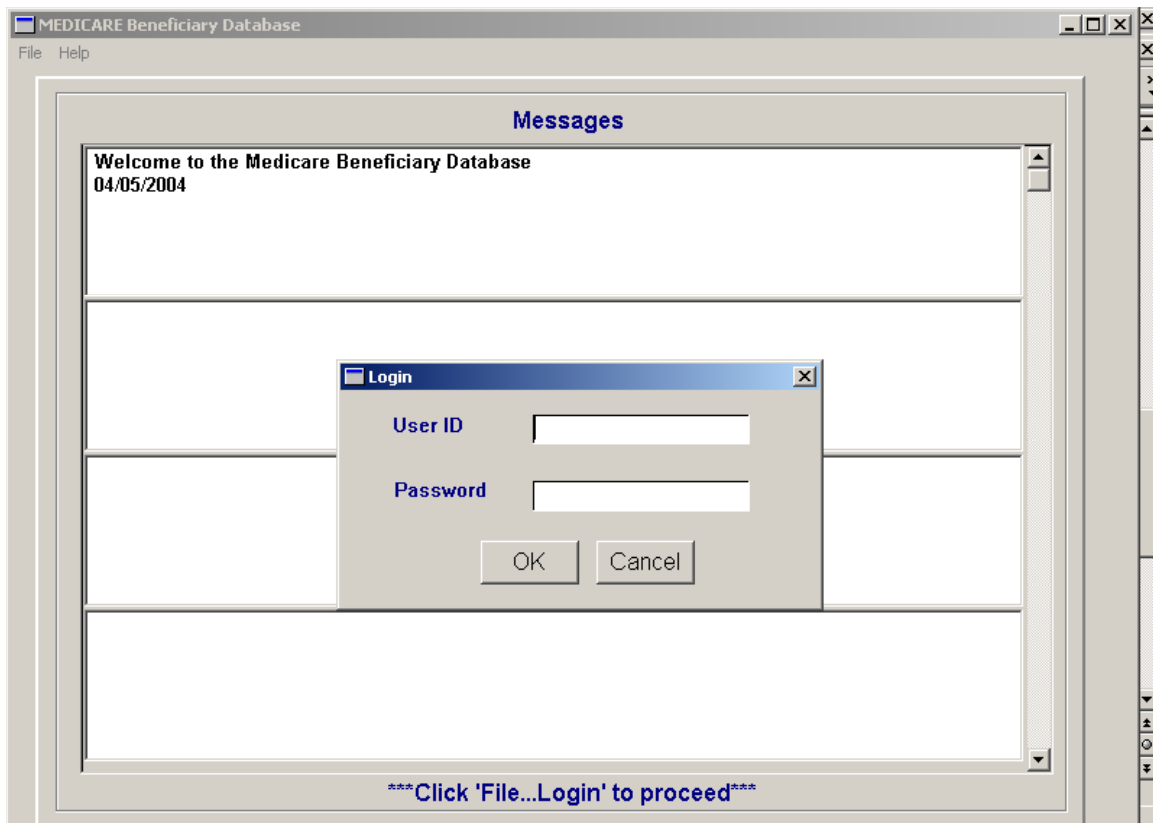 MEDICARE Beneficiary Database
File Help
Messages
Welcome to the Medicare Beneficiary Database
04/05/2004
Login
User ID
Password
OK Cancel
***Click 'File...Login' to proceed***